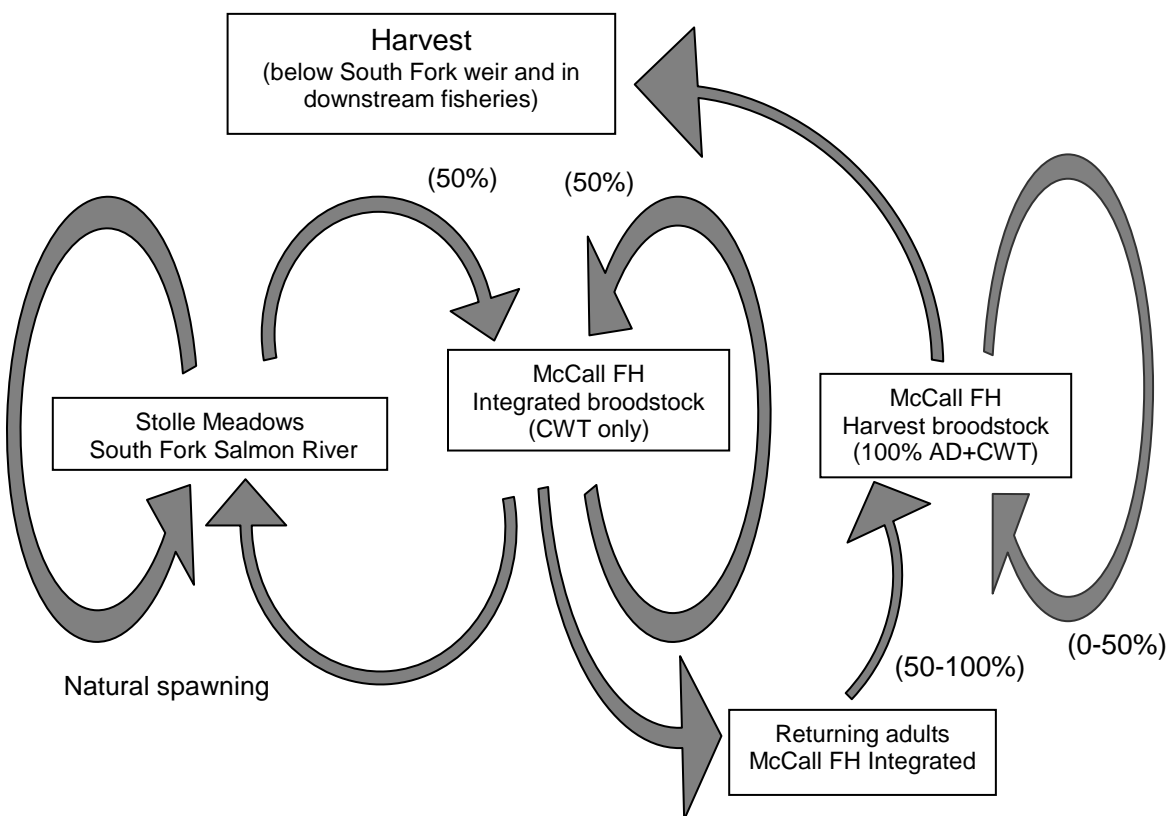 Harvest
(below South Fork weir and in
downstream fisheries)
(50%)
(50%)
McCall FH
Integrated broodstock
(CWT only)
Stolle Meadows
South Fork Salmon River
McCall FH
Harvest broodstock
(100% AD+CWT)
Natural spawning
(50-100%)
(0-50%)
Returning adults
McCall FH Integrated